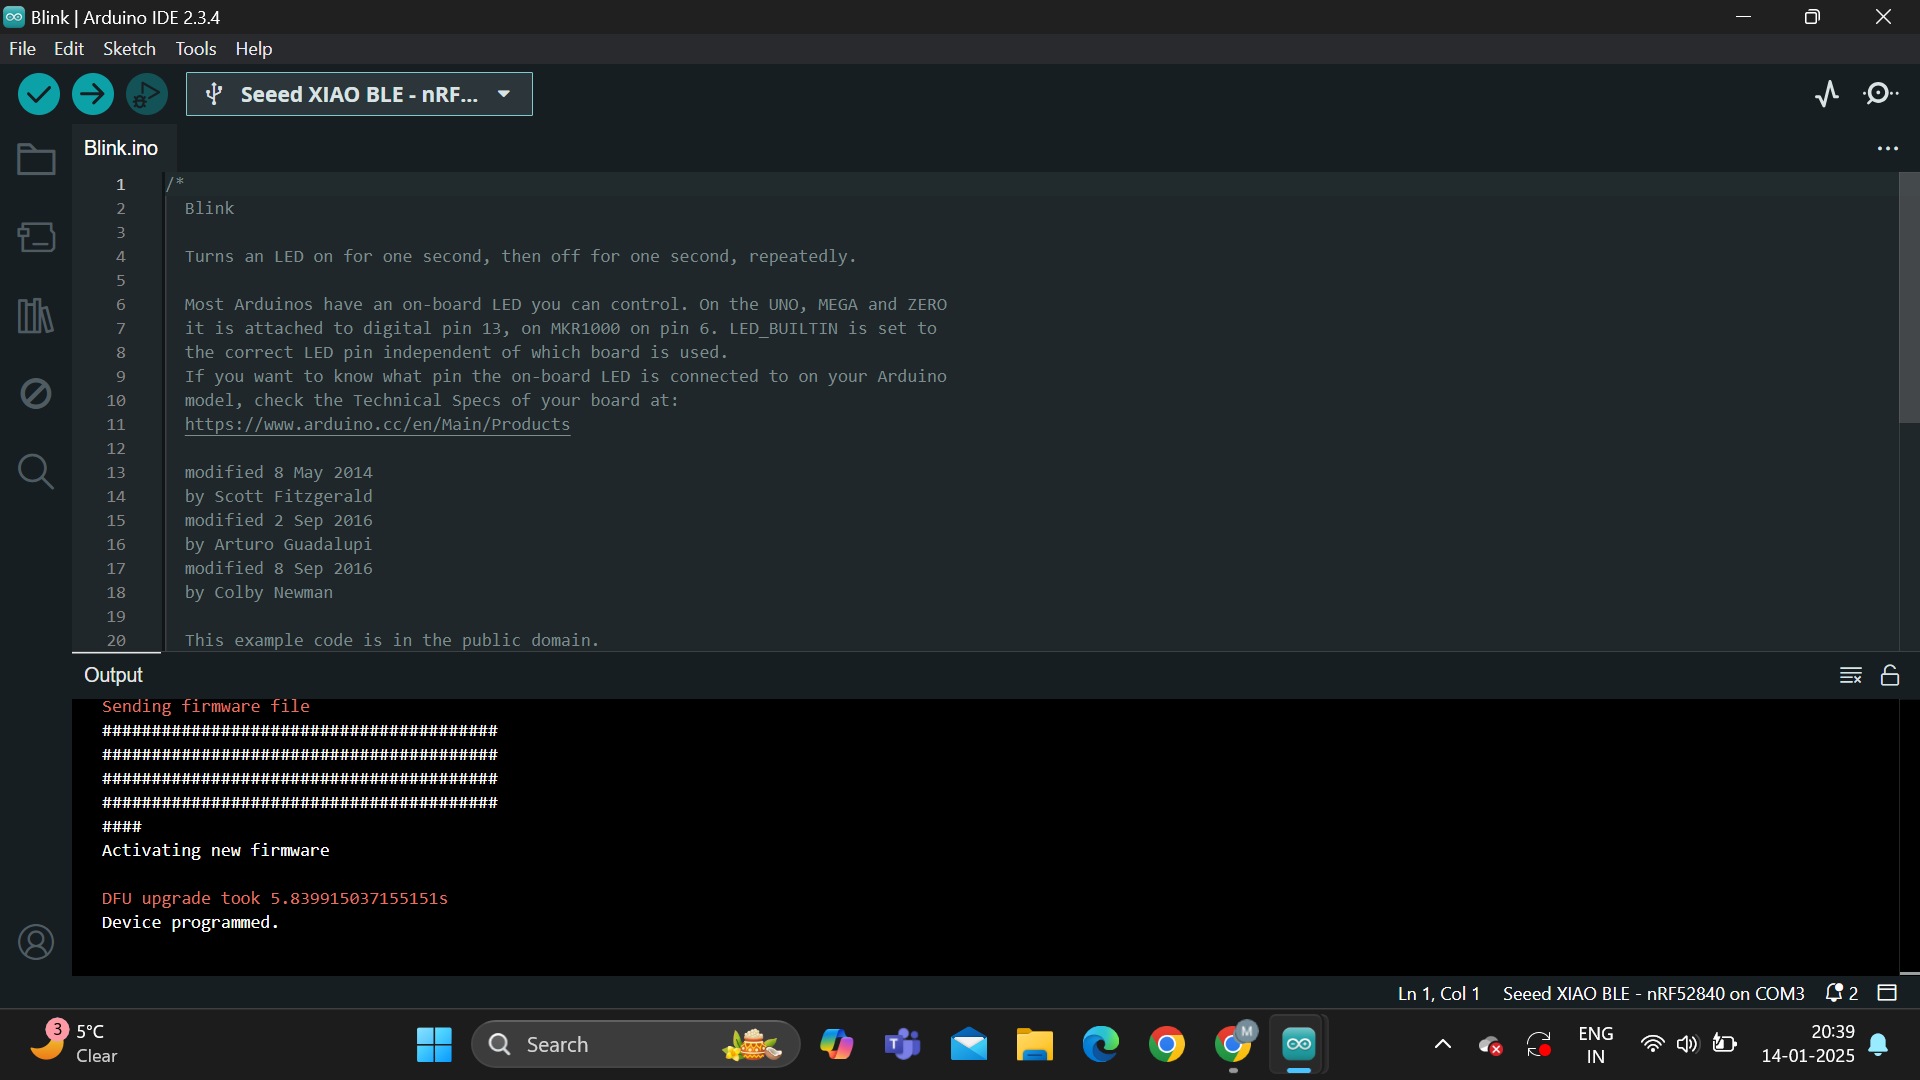 Blink | Arduino IDE 2.3.4
File Edit Sketch Tools Help
Seeed XIAO BLE - nRF...
Blink.ino
1 /*
2 Blink
3
4 Turns an LED on for one second, then off for one second, repeatedly.
5
6 Most Arduinos have an on-board LED you can control. On the UNO, MEGA and ZERO
7 it is attached to digital pin 13, on MKR1000 on pin 6. LED_BUILTIN is set to
8 the correct LED pin independent of which board is used.
9 If you want to know what pin the on-board LED is connected to on your Arduino
10 model, check the Technical Specs of your board at:
11 https://www.arduino.cc/en/Main/Products
12
13 modified 8 May 2014
14 by Scott Fitzgerald
15 modified 2 Sep 2016
16 by Arturo Guadalupi
17 modified 8 Sep 2016
18 by Colby Newman
19
20 This example code is in the public domain.
Output
Sending firmware file
########################################
########################################
########################################
########################################
####
Activating new firmware
DFU upgrade took 5.839915037155151s
Device programmed.
Ln 1, Col 1 Seeed XIAO BLE - nRF52840 on COM3 2
3
5°C
Clear
Search
T
M
ENG
IN
20:39
14-01-2025